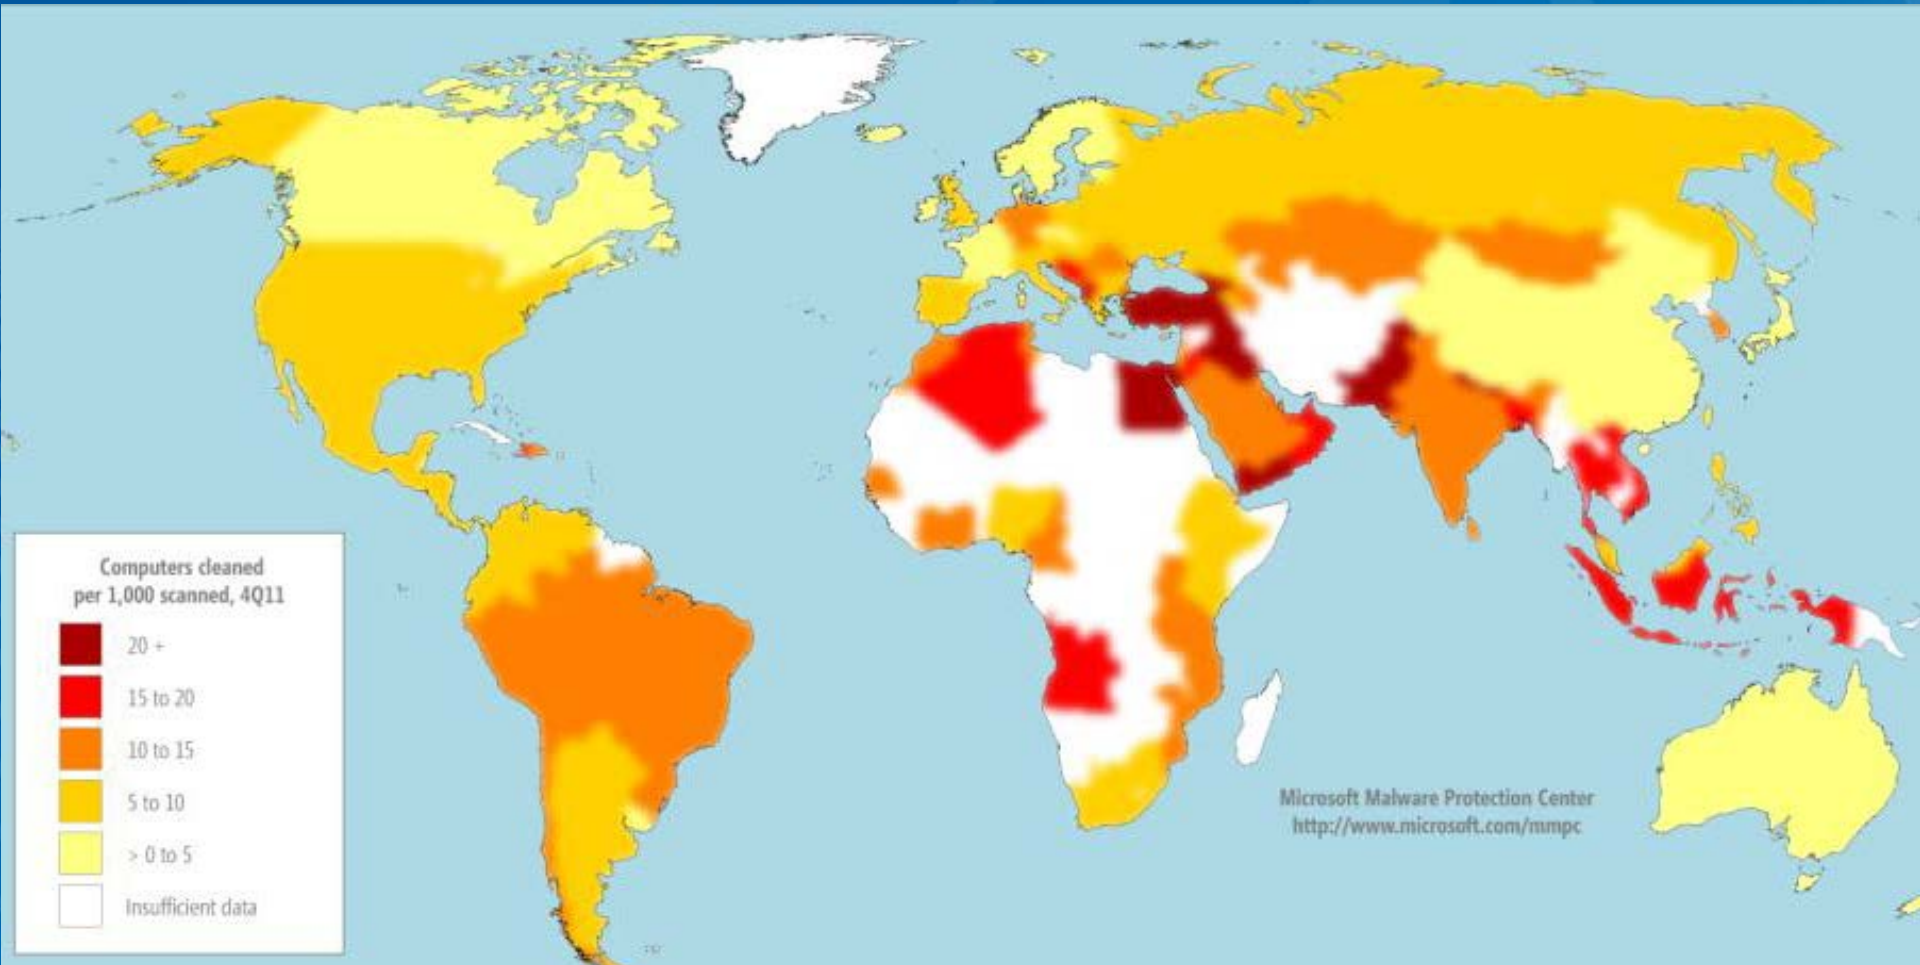 Computers cleaned
per 1,000 scanned, 4Q11
20 +
15 to 20
10 to 15
5 to 10
> 0 to 5
Insufficient data
Microsoft Malware Protection Center
http://www.microsoft.com/mmpc